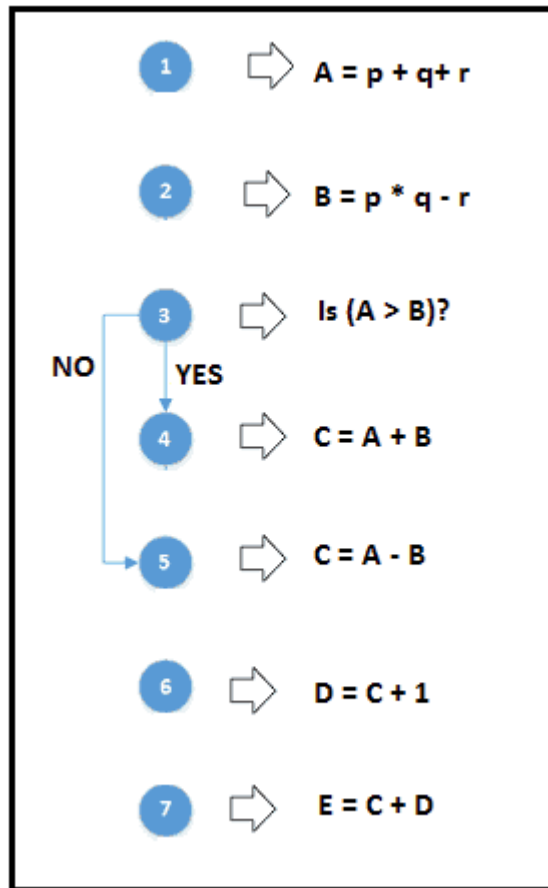 1 A = p + q+ r
2 B = p * q - r
3 Is (A > B)?
NO YES
4 C = A + B
5 C = A - B
6 D = C + 1
7 E = C + D